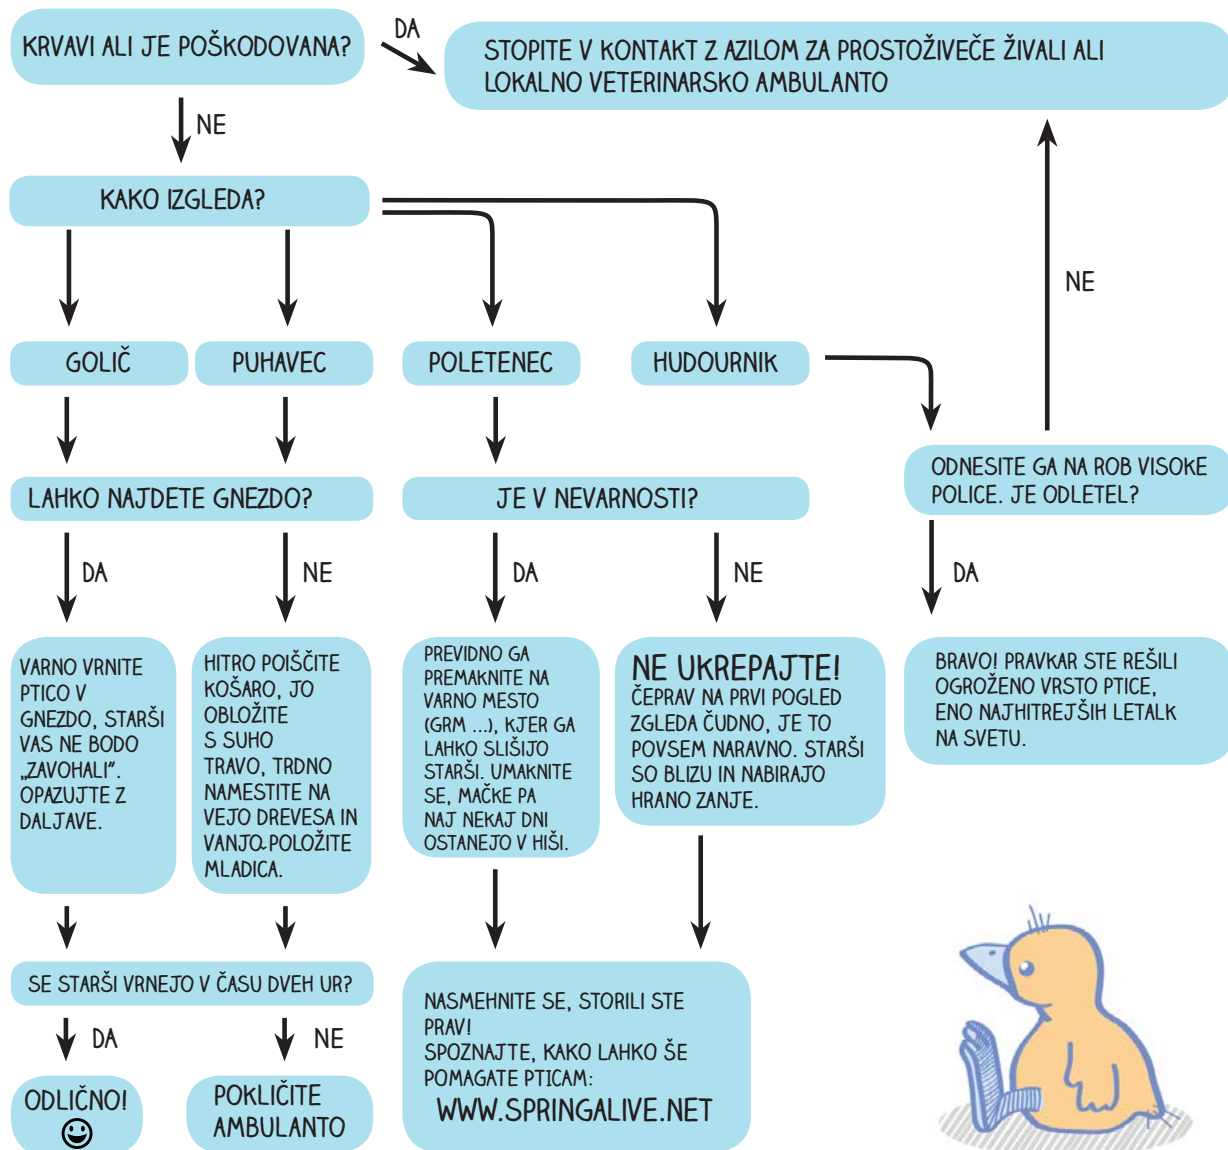 KRVAVI ALI JE POŠKODOVANA?
DA
STOPITE V KONTAKT Z AZILOM ZA PROSTOŽIVEČE ŽIVALI ALI
LOKALNO VETERINARSKO AMBULANTO
NE
KAKO IZGLEDA?
NE
GOLIČ
PUHAVEC
POLETENEC
HUDOURNIK
LAHKO NAJDETE GNEZDO?
JE V NEVARNOSTI?
ODNESITE GA NA ROB VISOKE
POLICE. JE ODLETEL?
DA
NE
DA
NE
DA
VARNO VRNITE
PTICO V
GNEZDO, STARŠI
VAS NE BODO
„ZAVOHALI".
OPAZUJTE Z
DALJAVE.
HITRO POIŠČITE
KOŠARO, JO
OBLOŽITE
S SUHO
TRAVO, TRDNO
NAMESTITE NA
VEJO DREVESA IN
VANJO POLOŽITE
MLADICA.
PREVIDNO GA
PREMAKNITE NA
VARNO MESTO
(GRM ...), KJER GA
LAHKO SLIŠIJO
STARŠI. UMAKNITE
SE, MAČKE PA
NAJ NEKAJ DNI
OSTANEJO V HIŠI.
NE UKREPAJTE!
ČEPRAV NA PRVI POGLED
ZGLEDA ČUDNO, JE TO
POVSEM NARAVNO. STARŠI
SO BLIZU IN NABIRAJO
HRANO ZANJE.
BRAVO! PRAVKAR STE REŠILI
OGROŽENO VRSTO PTICE,
ENO NAJHITREJŠIH LETALK
NA SVETU.
SE STARŠI VRNEJO V ČASU DVEH UR?
DA
NE
ODLIČNO!
POKLIČITE
AMBULANTO
NASMEHNITE SE, STORILI STE
PRAV!
SPOZNAJTE, KAKO LAHKO ŠE
POMAGATE PTICAM:
WWW.SPRINGALIVE.NET